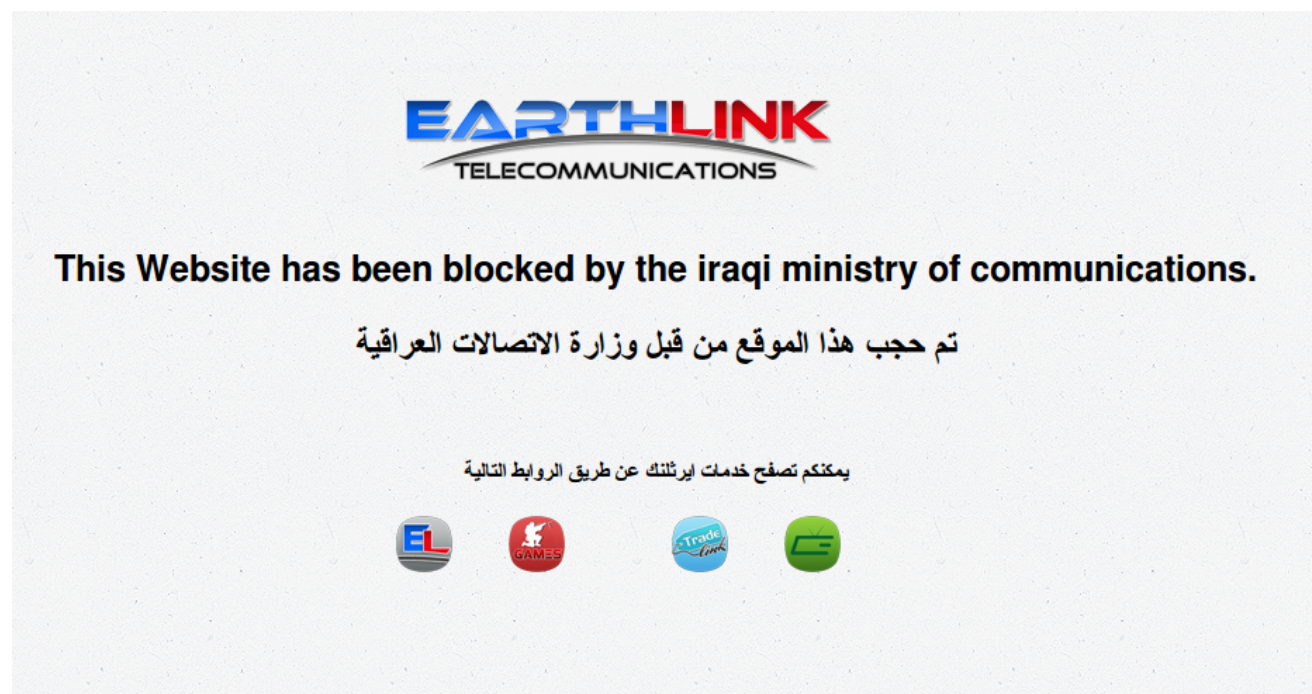 EARTHLINK
TELECOMMUNICATIONS
This Website has been blocked by the iraqi ministry of communications.
تم حجب هذا الموقع من قبل وزارة الاتصالات العراقية
يمكنكم تصفح خدمات ايرثلنك عن طريق الروابط التالية
EL GAMES Trade Link